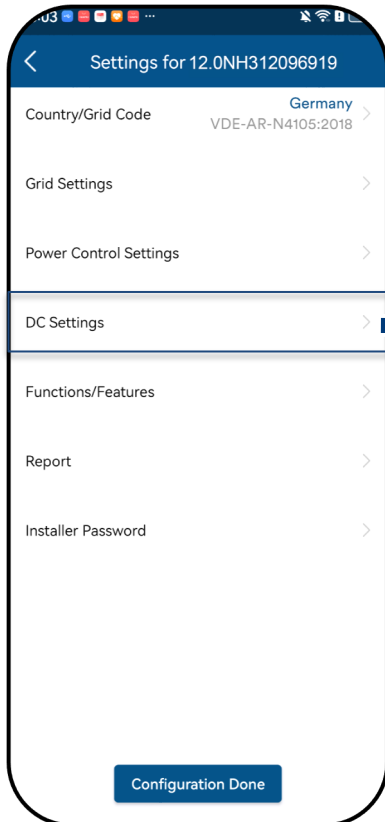 Settings for 12.0NH312096919
Country/Grid Code
Germany
VDE-AR-N4105:2018
Grid Settings
Power Control Settings
DC Settings
Functions/Features
Report
Installer Password
Configuration Done